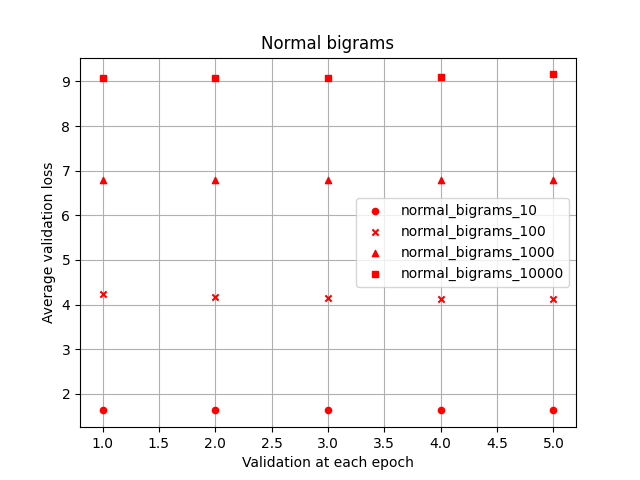 Normal bigrams
Average validation loss
9
8
7
6
5
4
3
2
normal_bigrams_10
normal_bigrams_100
normal_bigrams_1000
normal_bigrams_10000
1.0 1.5 2.0 2.5 3.0 3.5 4.0 4.5 5.0
Validation at each epoch